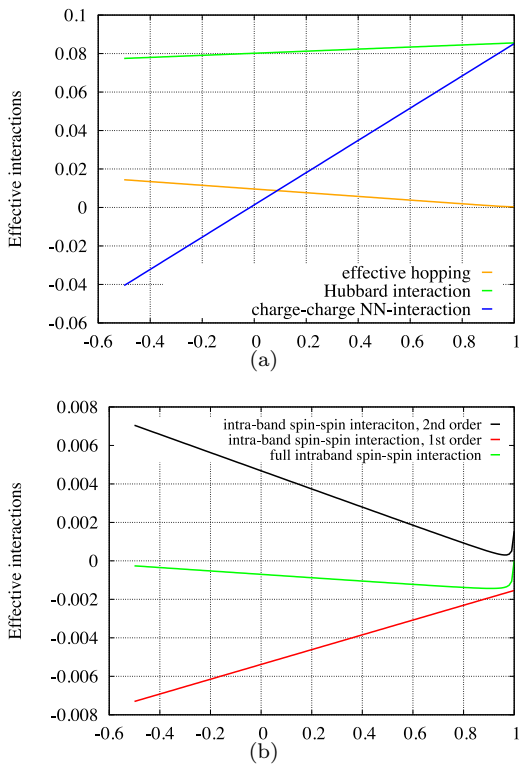 0.1
0.08
0.06
0.04
0.02
0
-0.02
-0.04
-0.06
Effective interactions
effective hopping
Hubbard interaction
charge-charge NN-interaction
-0.6 -0.4 -0.2 0 0.2 0.4 0.6 0.8 1
(a)
0.008
0.006
0.004
0.002
0
-0.002
-0.004
-0.006
-0.008
Effective interactions
intra-band spin-spin interaciton, 2nd order
intra-band spin-spin interaction, 1st order
full intraband spin-spin interaction
-0.6 -0.4 -0.2 0 0.2 0.4 0.6 0.8 1
(b)